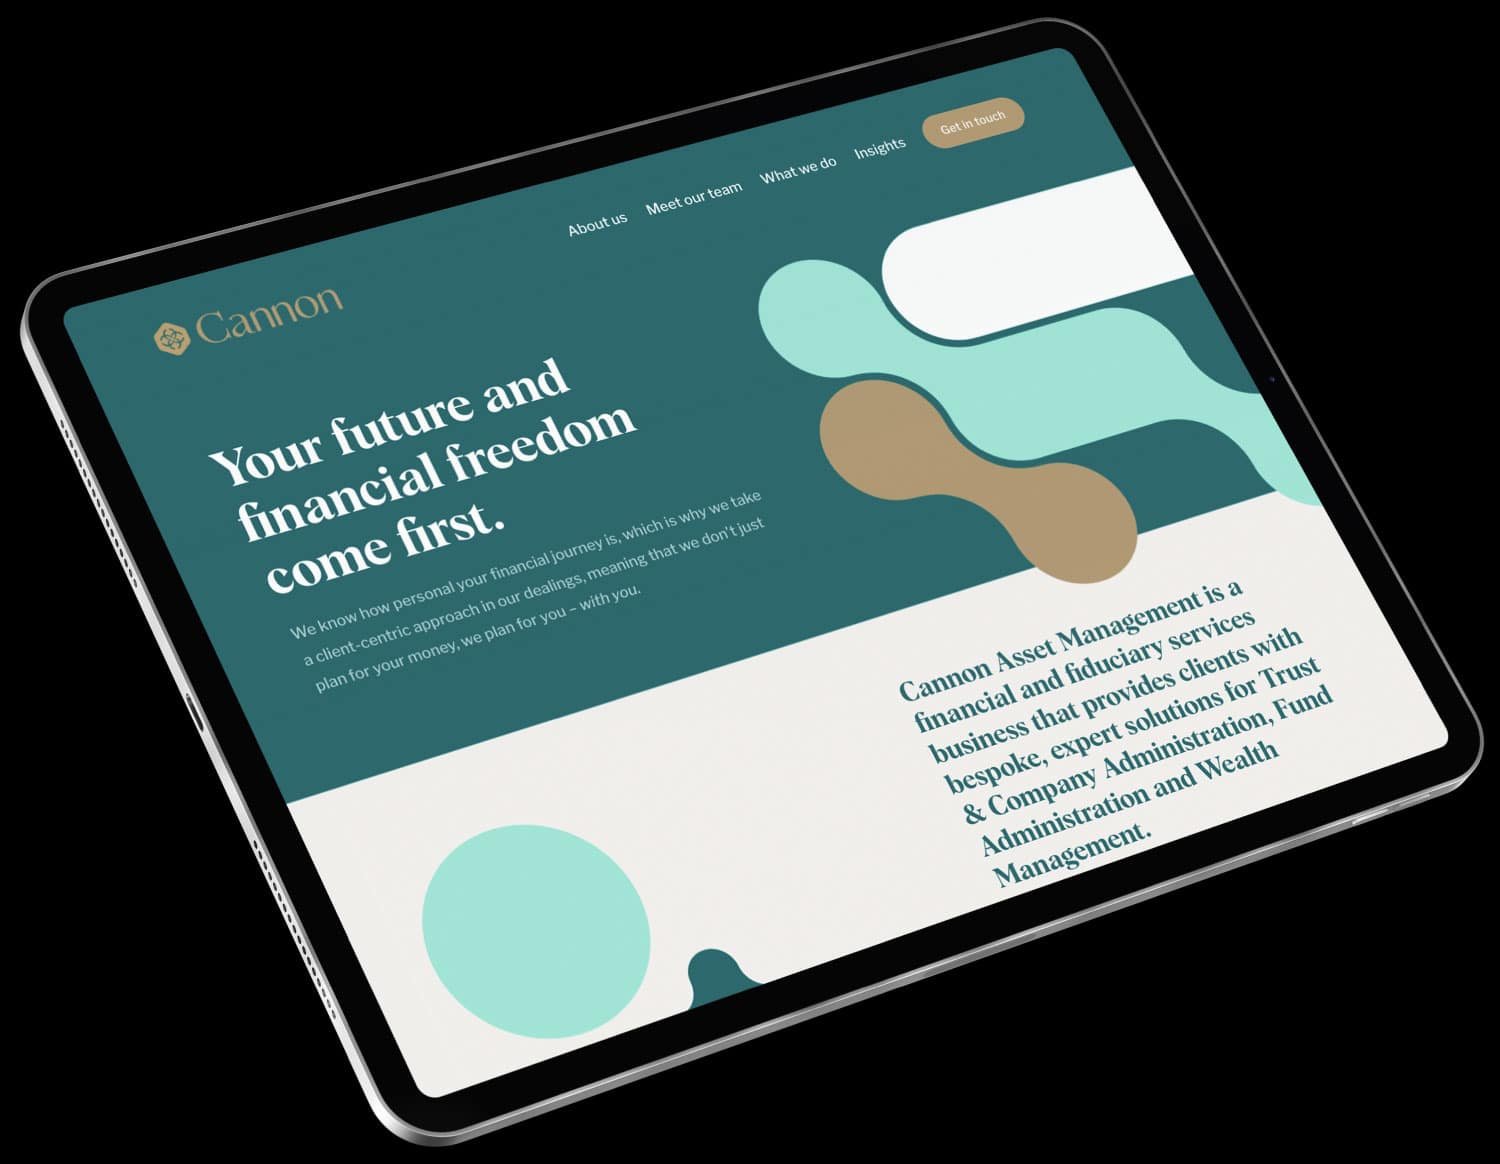 About us
Meet our team
What we do
Insights
Get in touch
Cannon
Your future and
financial freedom
come first.
We know how personal your financial journey is, which is why we take
a client-centric approach in our dealings, meaning that we don't just
plan for your money, we plan for you – with you.
Cannon Asset Management is a
financial and fiduciary services
business that provides clients with
bespoke, expert solutions for Trust
& Company Administration, Fund
Administration and Wealth
Management.